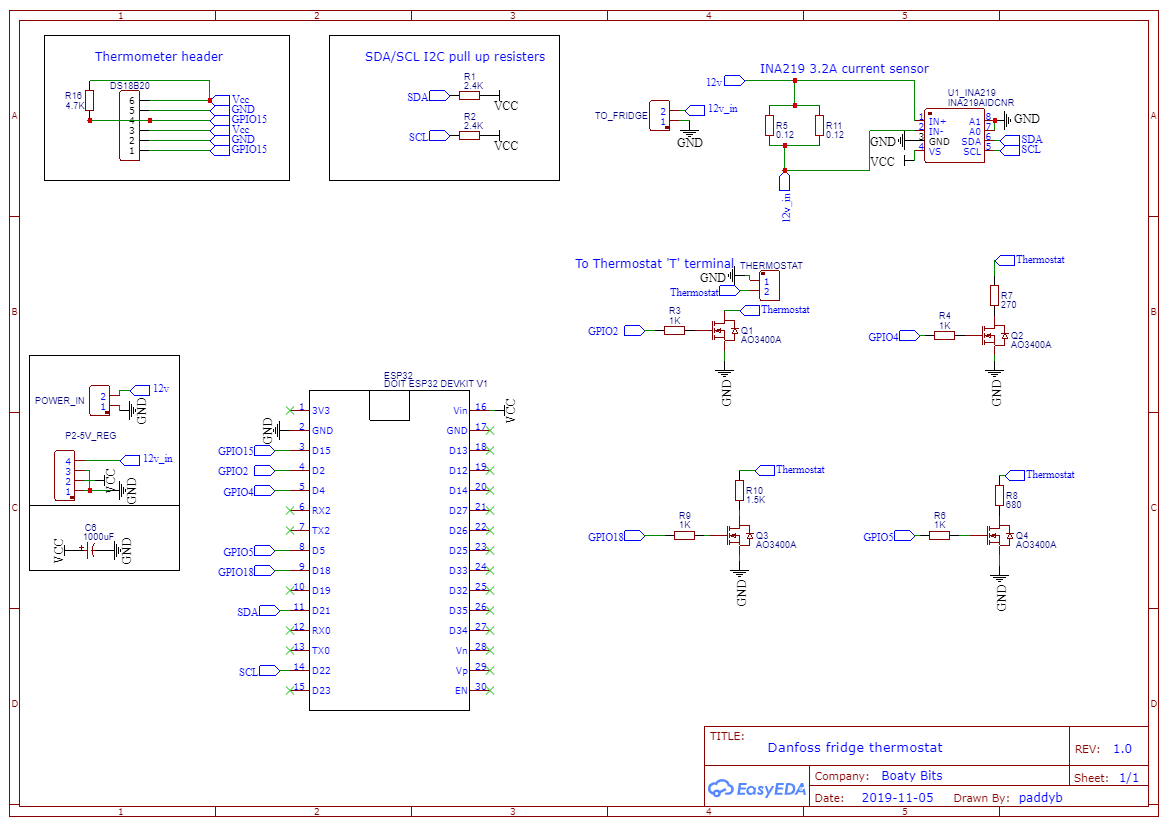 1 2 3 4 5
A
B
C
D
Thermometer header
DS18B20
R16
4.7K
6 Vcc
5 GND
4 GPIO15
3 Vcc
2 GND
1 GPIO15
SDA/SCL I2C pull up resisters
R1
2.4K
SDA
VCC
R2
2.4K
SCL
VCC
INA219 3.2A current sensor
12v
TO_FRIDGE
2 12v_in
1
GND
R5
0.12
R11
0.12
12v_in
U1_INA219
INA219AIDCNR
1 IN+ A1 8 GND
2 IN- A0 7
GND 3 GND SDA 6 SDA
VCC 4 VS SCL 5 SCL
To Thermostat 'T' terminal
THERMOSTAT
GND 1
Thermostat 2
Thermostat
R3
1K
GPIO2
Q1
AO3400A
GND
Thermostat
R7
270
R4
1K
GPIO4
Q2
AO3400A
GND
Thermostat
R10
1.5K
R9
1K
GPIO18
Q3
AO3400A
GND
Thermostat
R8
680
R6
1K
GPIO5
Q4
AO3400A
GND
POWER_IN
2 12v
1 GND
P2-5V_REG
4 12v_in
3
2 VCC
1 GND
C6
1000uF
VCC + GND
ESP32
DOIT ESP32 DEVKIT V1
1 3V3 Vin 16 VCC
GND 2 GND GND 17
GPIO15 3 D15 D13 18
GPIO2 4 D2 D12 19
GPIO4 5 D4 D14 20
6 RX2 D27 21
7 TX2 D26 22
GPIO5 8 D5 D25 23
GPIO18 9 D18 D33 24
10 D19 D32 25
SDA 11 D21 D35 26
12 RX0 D34 27
13 TX0 Vn 28
SCL 14 D22 Vp 29
15 D23 EN 30
TITLE:
Danfoss fridge thermostat
REV: 1.0
EasyEDA
Company: Boaty Bits
Sheet: 1/1
Date: 2019-11-05 Drawn By: paddyb
A
B
C
D
1 2 3 4 5